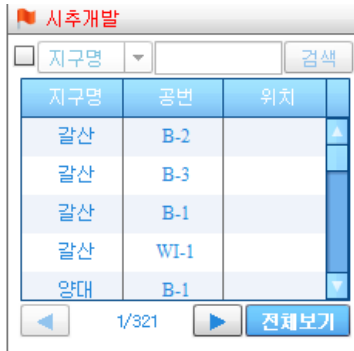 시추개발
지구명 검색
지구명 공번 위치
갈산 B-2
갈산 B-3
갈산 B-1
갈산 WI-1
양대 B-1
1/321 전체보기